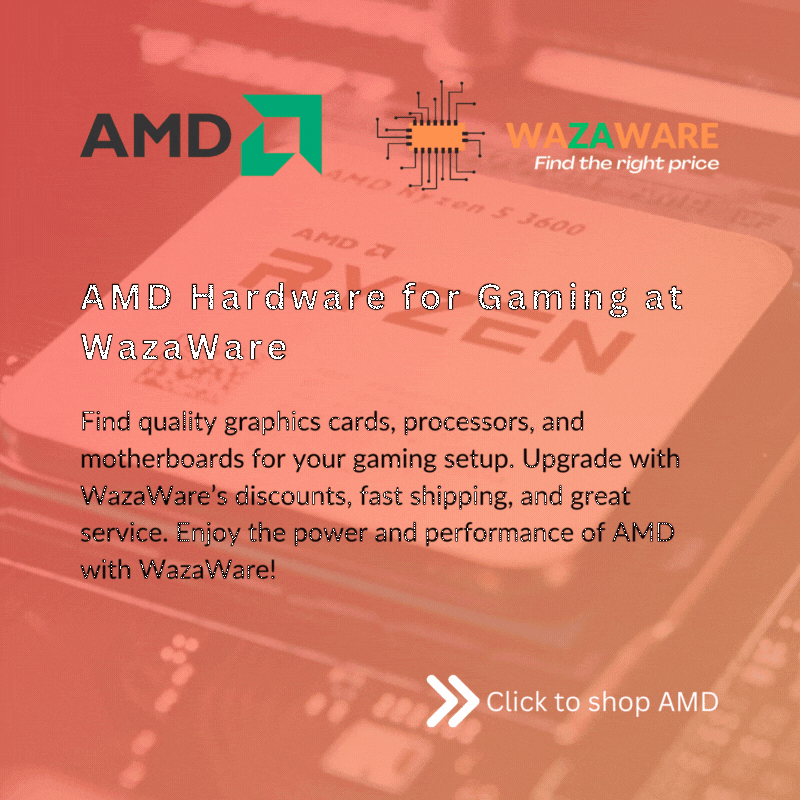 AMD
WAZAWARE
Find the right price
AMD Ryzen 5 3600
AMD
RYZEN
AMD Hardware for Gaming at
WazaWare
Find quality graphics cards, processors, and
motherboards for your gaming setup. Upgrade with
WazaWare's discounts, fast shipping, and great
service. Enjoy the power and performance of AMD
with WazaWare!
Click to shop AMD